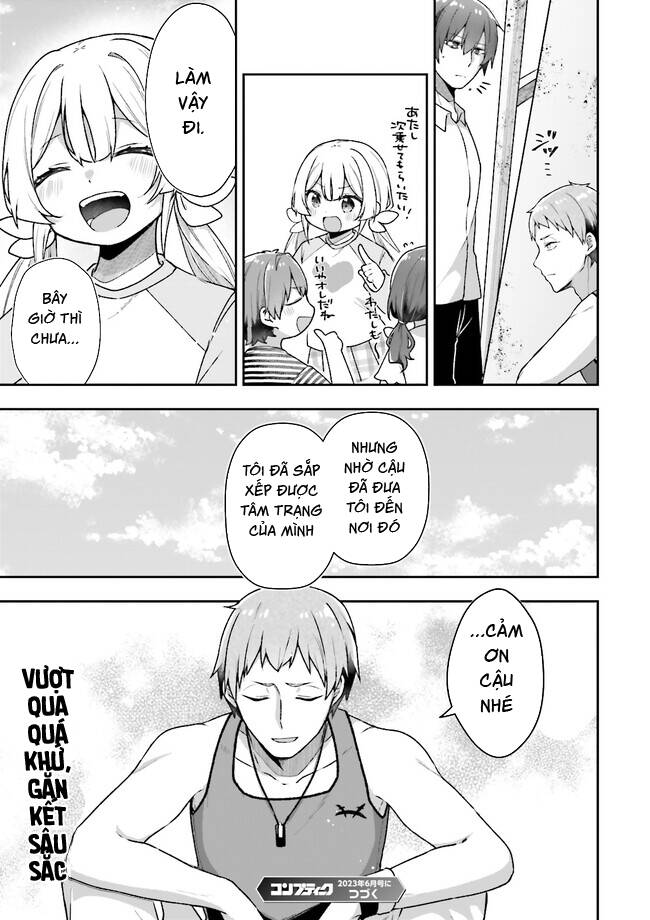 ジジッ
あたし
次乗せてもらいたい！
わたしも
いいやオレだね
LÀM
VẬY
ĐI.
BÂY
GIỜ THÌ
CHƯA...
NHƯNG
NHỜ CẬU
ĐÃ ĐƯA
TÔI ĐẾN
NƠI ĐÓ
TÔI ĐÃ SẮP
XẾP ĐƯỢC
TÂM TRẠNG
CỦA MÌNH
...CẢM
ƠN
CẬU NHÉ
VƯỢT
QUA
QUÁ
KHỨ,
GẮN
KẾT
SÂU
SẮC
コンプティーク
2023年6月号に
つづく